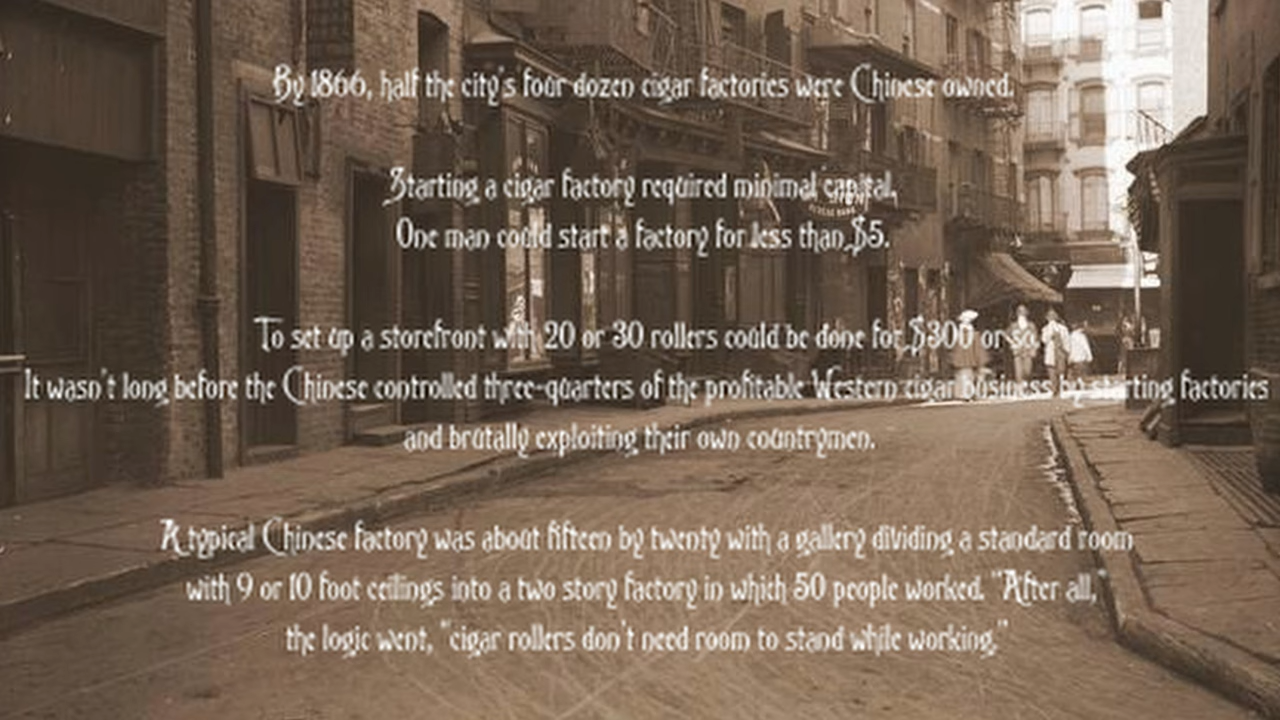 By 1866, half the city's four dozen cigar factories were Chinese owned.
Starting a cigar factory required minimal capital,
One man could start a factory for less than $5.
To set up a storefront with 20 or 30 rollers could be done for $300 or so.
It wasn't long before the Chinese controlled three-quarters of the profitable Western cigar business by starting factories
and brutally exploiting their own countrymen.
A typical Chinese factory was about fifteen by twenty with a gallery dividing a standard room
with 9 or 10 foot ceilings into a two story factory in which 50 people worked. "After all,"
the logic went, "cigar rollers don't need room to stand while working."